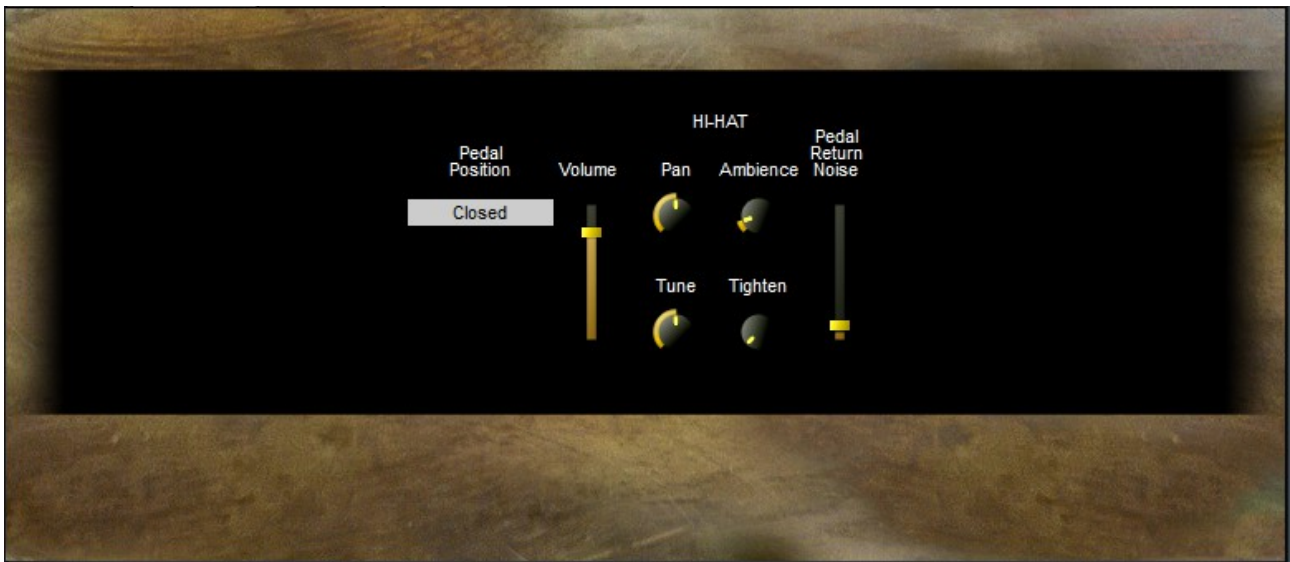 HI-HAT
Pedal
Position
Volume
Pan
Ambience
Pedal
Return
Noise
Closed
Tune
Tighten